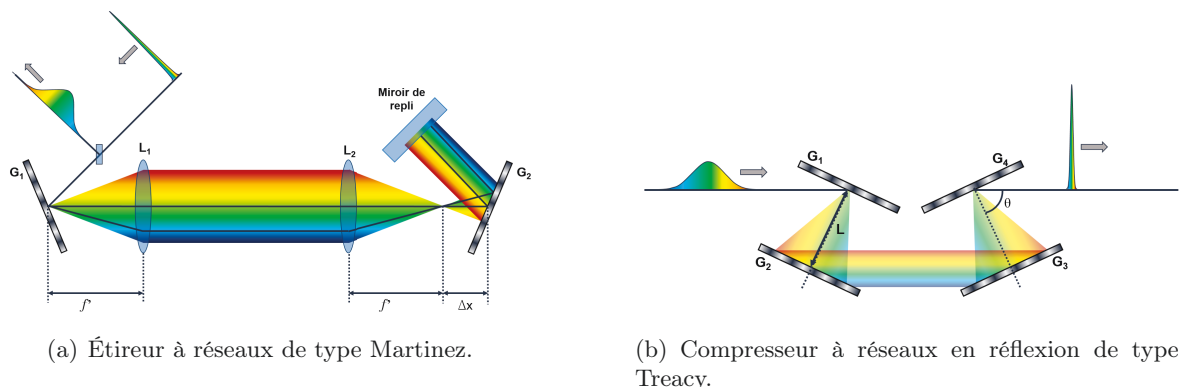 Miroir de
repli
G1
L1
L2
G2
f'
f'
Δx
(a) Étireur à réseaux de type Martinez.
G1
G4
θ
L
G2
G3
(b) Compresseur à réseaux en réflexion de type
Treacy.